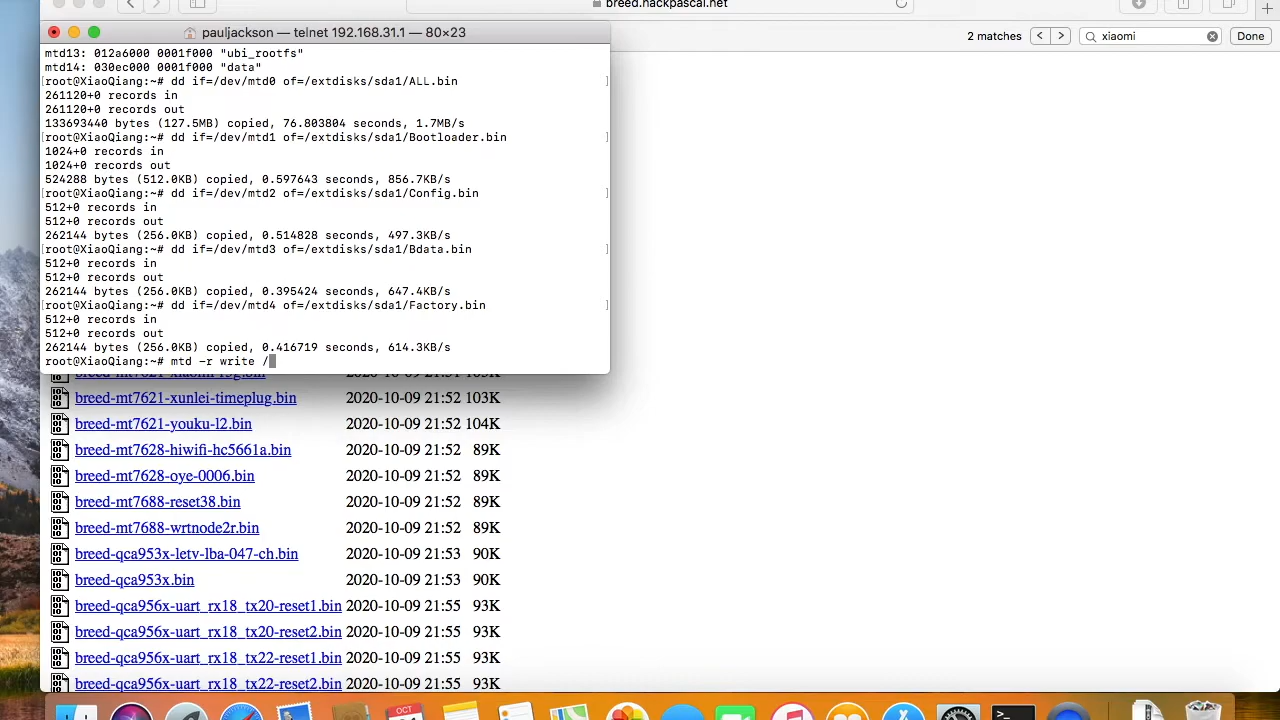 breed.hackpascal.net
pauljackson — telnet 192.168.31.1 — 80×23
2 matches
xiaomi
Done
mtd13: 012a6000 0001f000 "ubi_rootfs"
mtd14: 030ec000 0001f000 "data"
[root@XiaoQiang:~# dd if=/dev/mtd0 of=/extdisks/sda1/ALL.bin ]
261120+0 records in
261120+0 records out
133693440 bytes (127.5MB) copied, 76.803804 seconds, 1.7MB/s
[root@XiaoQiang:~# dd if=/dev/mtd1 of=/extdisks/sda1/Bootloader.bin ]
1024+0 records in
1024+0 records out
524288 bytes (512.0KB) copied, 0.597643 seconds, 856.7KB/s
[root@XiaoQiang:~# dd if=/dev/mtd2 of=/extdisks/sda1/Config.bin ]
512+0 records in
512+0 records out
262144 bytes (256.0KB) copied, 0.514828 seconds, 497.3KB/s
[root@XiaoQiang:~# dd if=/dev/mtd3 of=/extdisks/sda1/Bdata.bin ]
512+0 records in
512+0 records out
262144 bytes (256.0KB) copied, 0.395424 seconds, 647.4KB/s
[root@XiaoQiang:~# dd if=/dev/mtd4 of=/extdisks/sda1/Factory.bin ]
512+0 records in
512+0 records out
262144 bytes (256.0KB) copied, 0.416719 seconds, 614.3KB/s
root@XiaoQiang:~# mtd -r write /
breed-mt7621-xiaomi-r3g.bin 2020-10-09 21:51 103K
breed-mt7621-xunlei-timeplug.bin 2020-10-09 21:52 103K
breed-mt7621-youku-l2.bin 2020-10-09 21:52 104K
breed-mt7628-hiwifi-hc5661a.bin 2020-10-09 21:52 89K
breed-mt7628-oye-0006.bin 2020-10-09 21:52 89K
breed-mt7688-reset38.bin 2020-10-09 21:52 89K
breed-mt7688-wrtnode2r.bin 2020-10-09 21:52 89K
breed-qca953x-letv-lba-047-ch.bin 2020-10-09 21:53 90K
breed-qca953x.bin 2020-10-09 21:53 90K
breed-qca956x-uart_rx18_tx20-reset1.bin 2020-10-09 21:55 93K
breed-qca956x-uart_rx18_tx20-reset2.bin 2020-10-09 21:55 93K
breed-qca956x-uart_rx18_tx22-reset1.bin 2020-10-09 21:55 93K
breed-qca956x-uart_rx18_tx22-reset2.bin 2020-10-09 21:55 93K
OCT